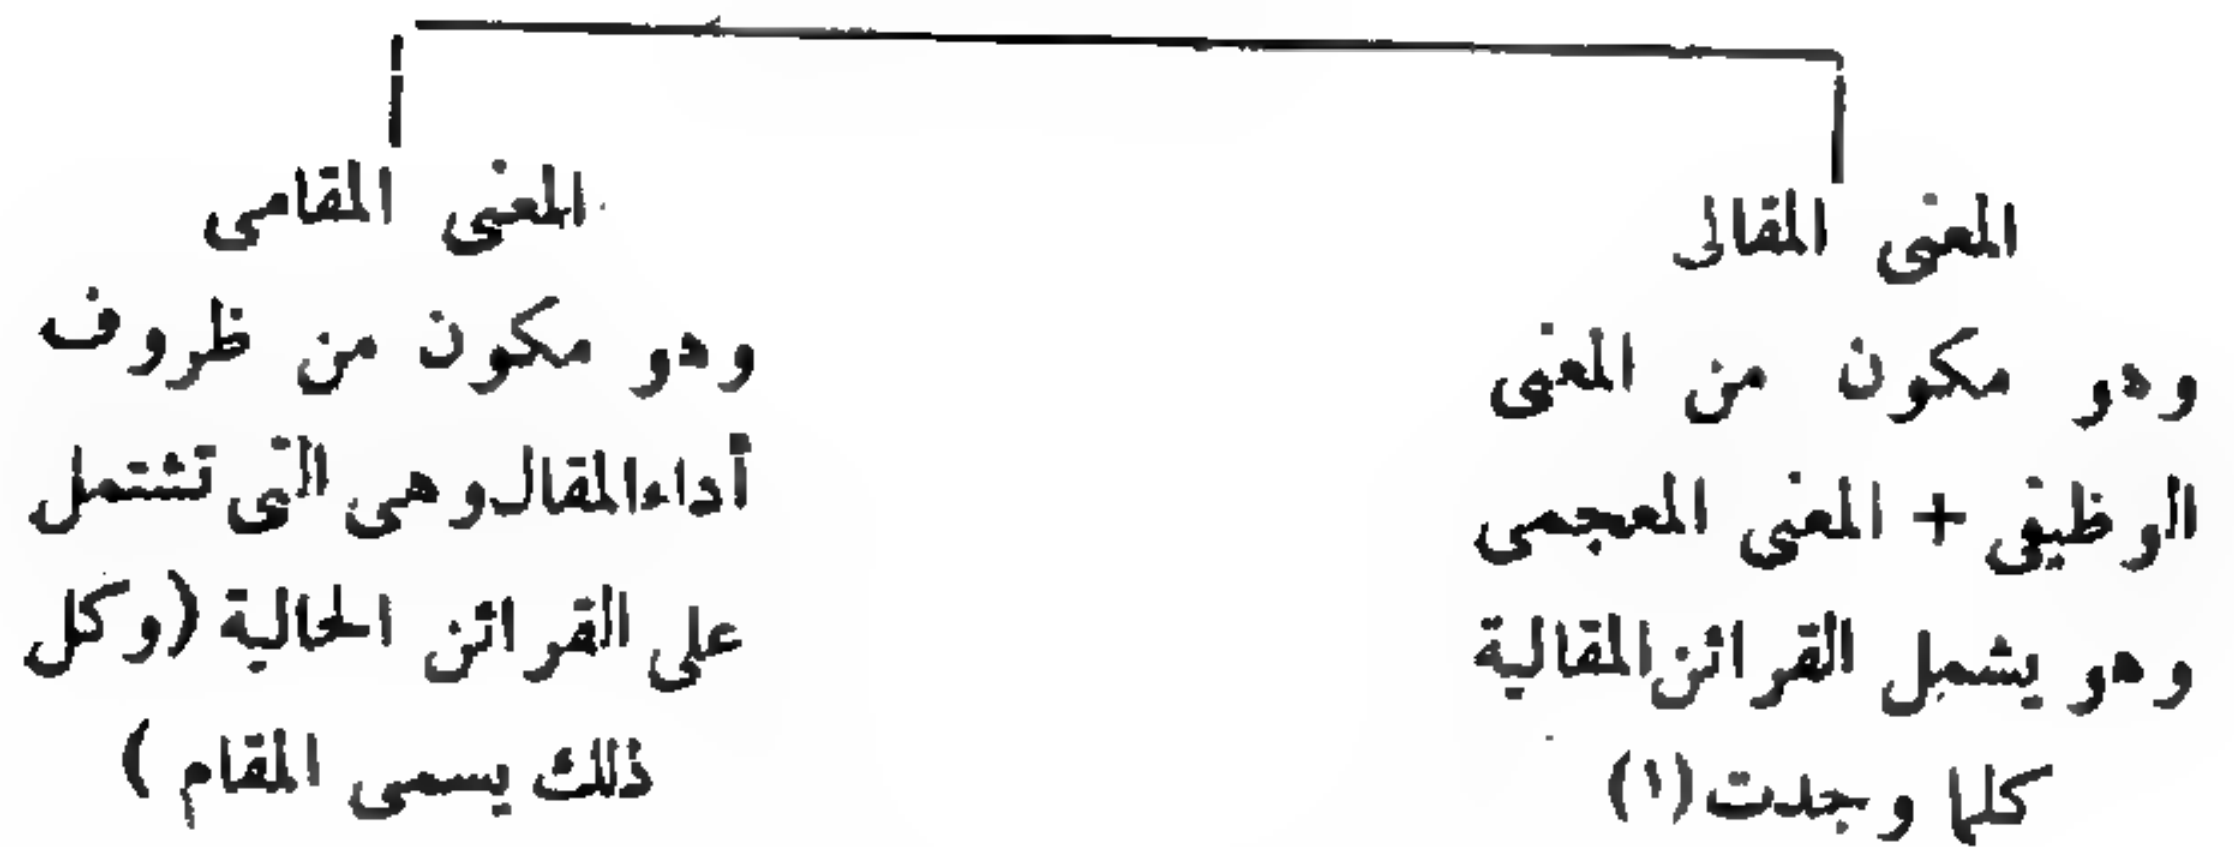 المعنى المقالى
وهو مكون من المعنى
الوظيفى + المعنى المعجمى
وهو يشمل القرائن المقالية
كلما وجدت (١)
المعنى المقامى
وهو مكون من ظروف
أداء المقال وهى التى تشتمل
على القرائن الحالية (وكل
ذلك يسمى المقام)